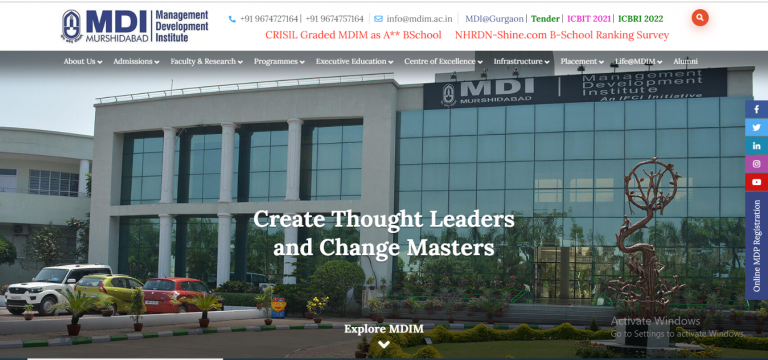 MDI
MURSHIDABAD
Management
Development
Institute
+91 9674727164 | +91 9674757164
info@mdim.ac.in
MDI@Gurgaon | Tender | ICBIT 2021 | ICBRI 2022
CRISIL Graded MDIM as A** BSchool NHRDN-Shine.com B-School Ranking Survey
About Us Admissions Faculty & Research Programmes Executive Education Centre of Excellence Infrastructure Placement Life@MDIM Alumni
MDI
MURSHIDABAD
Management
Development
Institute
An IFCI Initiative
Create Thought Leaders
and Change Masters
Explore MDIM
Online MDP Registration
Activate Windows
Go to Settings to activate Windows.